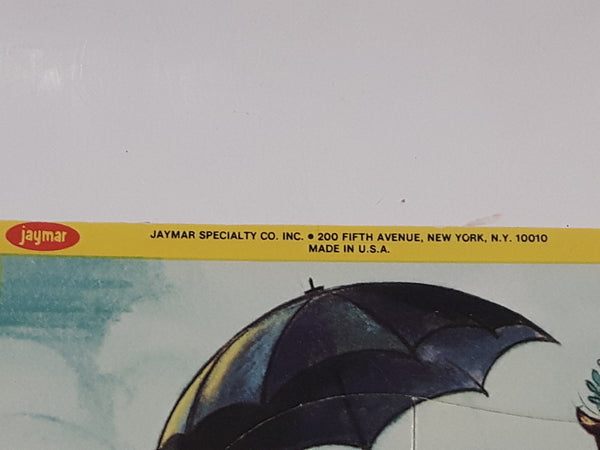 jaymar
JAYMAR SPECIALTY CO. INC. • 200 FIFTH AVENUE, NEW YORK, N.Y. 10010
MADE IN U.S.A.